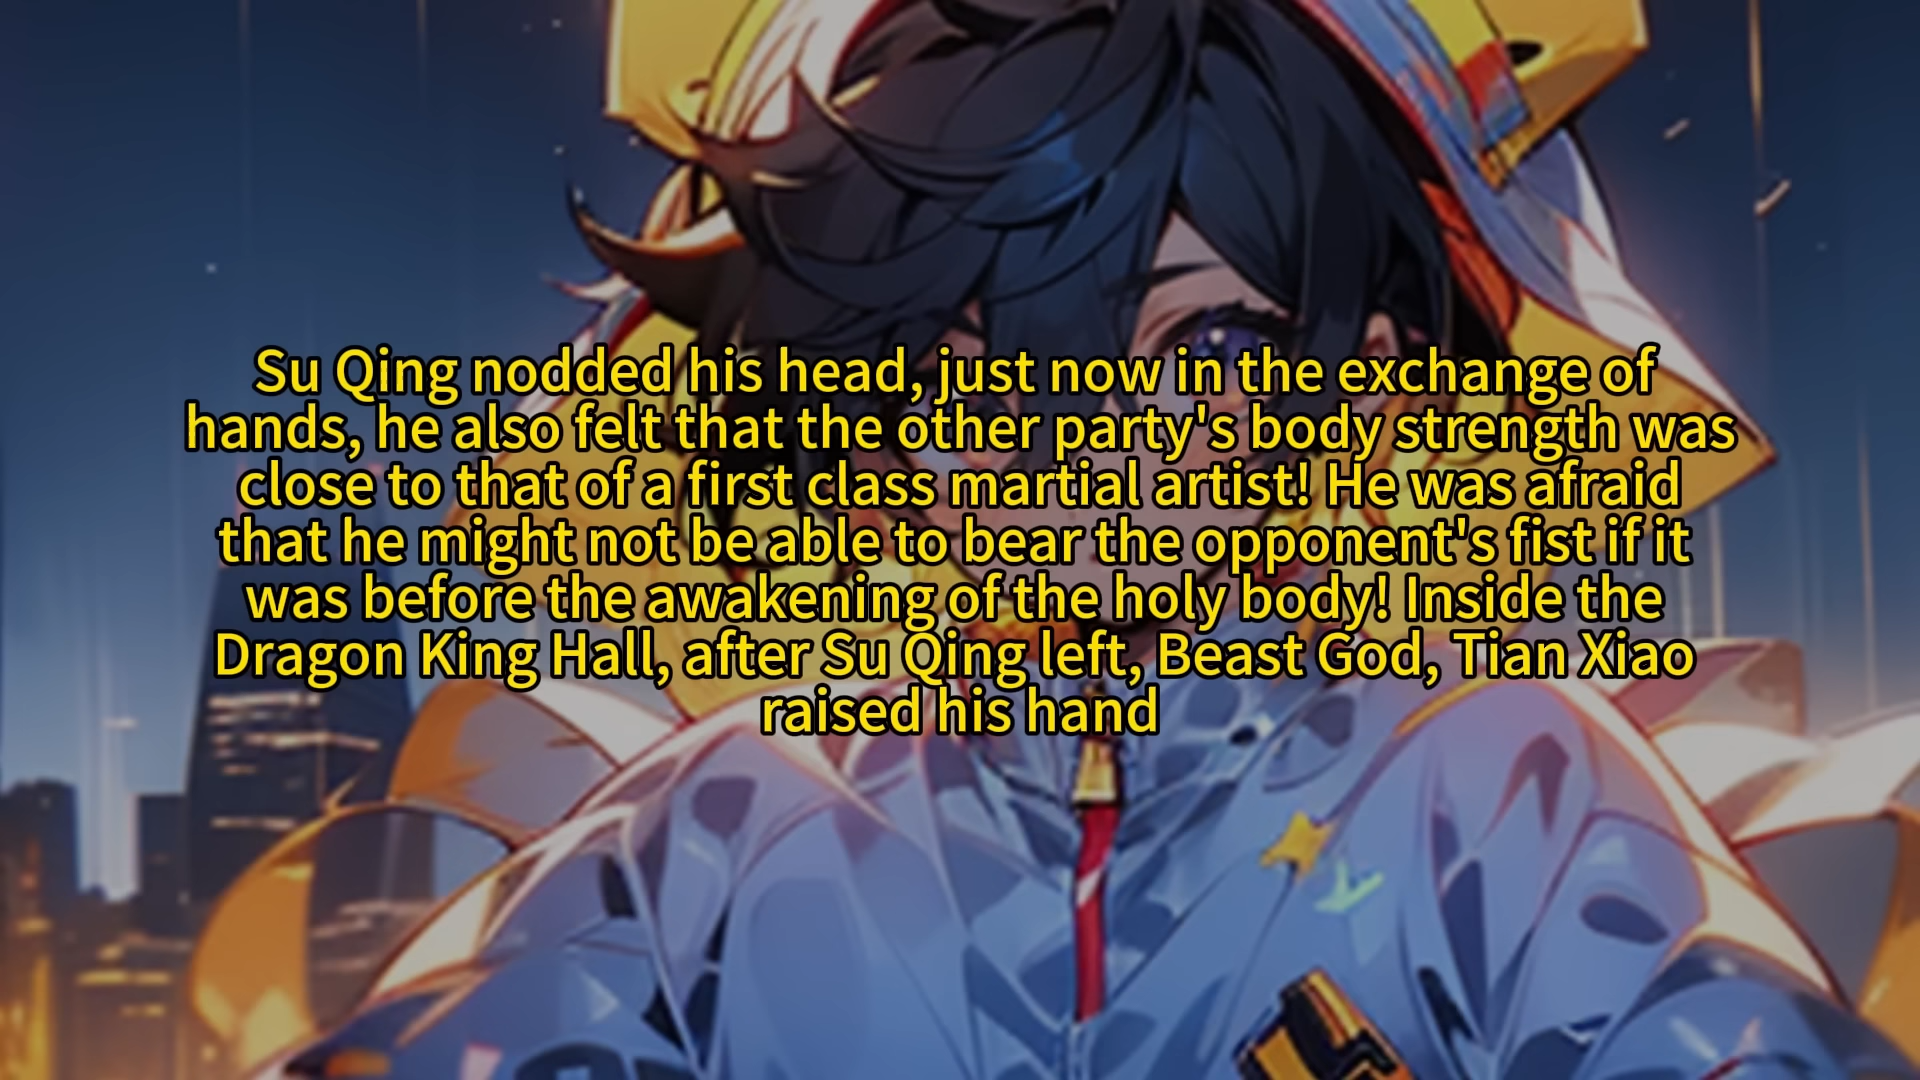 Su Qing nodded his head, just now in the exchange of
hands, he also felt that the other party's body strength was
close to that of a first class martial artist! He was afraid
that he might not be able to bear the opponent's fist if it
was before the awakening of the holy body! Inside the
Dragon King Hall, after Su Qing left, Beast God, Tian Xiao
raised his hand